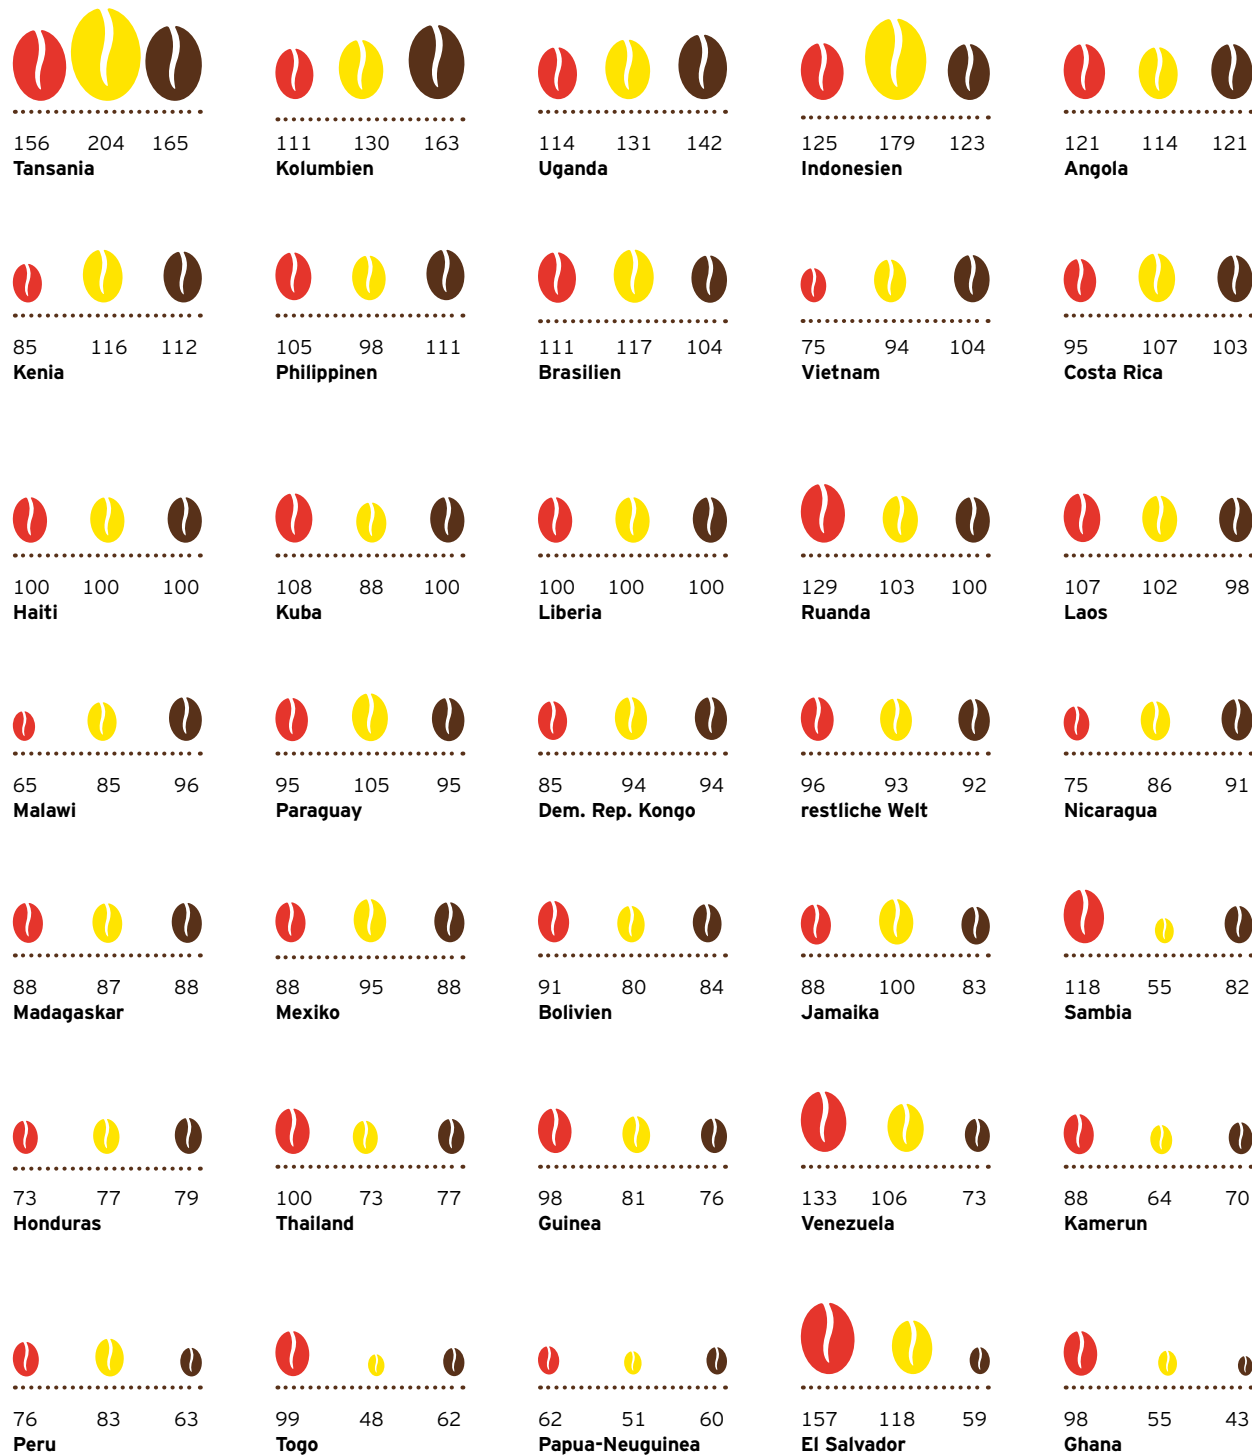 156 204 165
Tansania
111 130 163
Kolumbien
114 131 142
Uganda
125 179 123
Indonesien
121 114 121
Angola
85 116 112
Kenia
105 98 111
Philippinen
111 117 104
Brasilien
75 94 104
Vietnam
95 107 103
Costa Rica
100 100 100
Haiti
108 88 100
Kuba
100 100 100
Liberia
129 103 100
Ruanda
107 102 98
Laos
65 85 96
Malawi
95 105 95
Paraguay
85 94 94
Dem. Rep. Kongo
96 93 92
restliche Welt
75 86 91
Nicaragua
88 87 88
Madagaskar
88 95 88
Mexiko
91 80 84
Bolivien
88 100 83
Jamaika
118 55 82
Sambia
73 77 79
Honduras
100 73 77
Thailand
98 81 76
Guinea
133 106 73
Venezuela
88 64 70
Kamerun
76 83 63
Peru
99 48 62
Togo
62 51 60
Papua-Neuguinea
157 118 59
El Salvador
98 55 43
Ghana